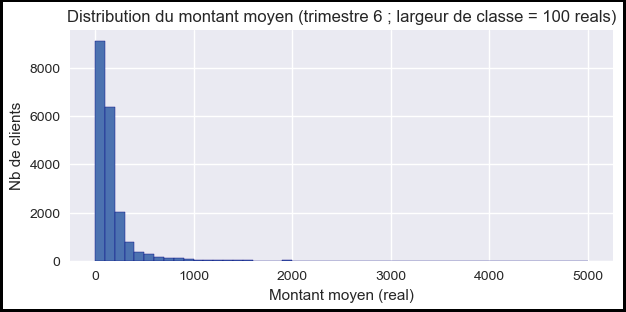 Distribution du montant moyen (trimestre 6 ; largeur de classe = 100 reals)
Nb de clients
8000
6000
4000
2000
0
0 1000 2000 3000 4000 5000
Montant moyen (real)